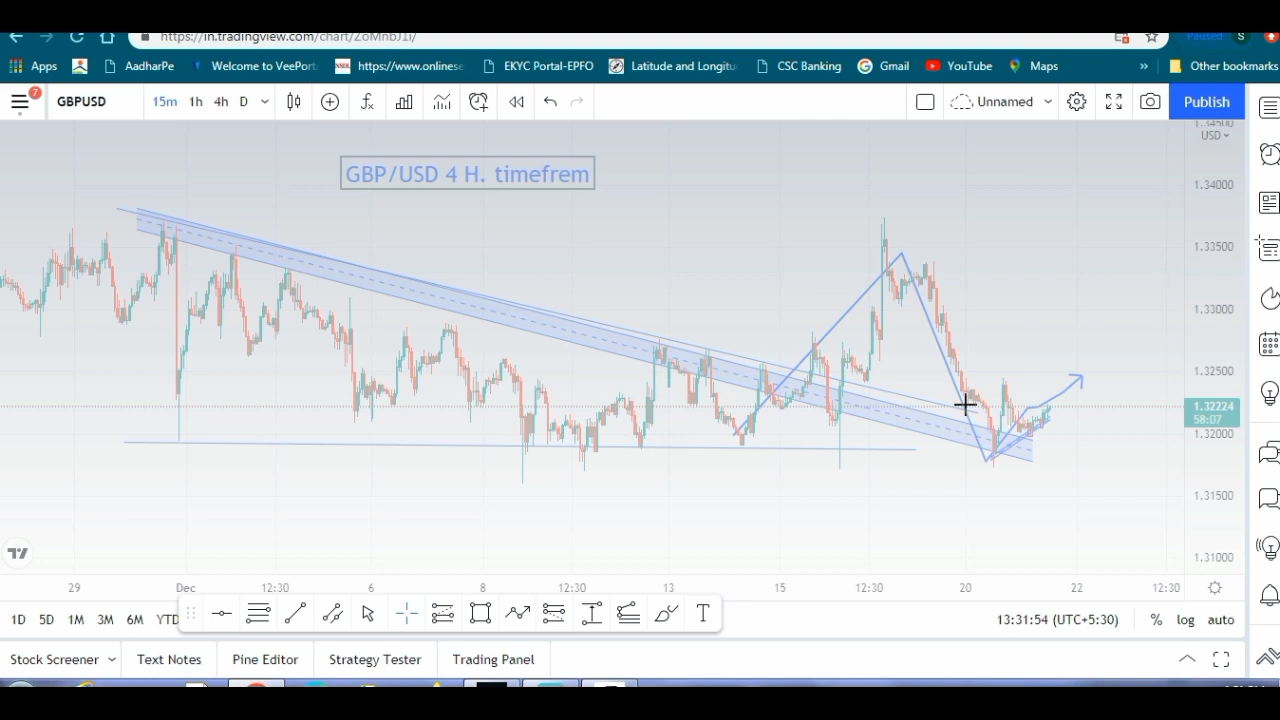 https://in.tradingview.com/chart/ZoMnbJ1i/
Paused S
Apps AadharPe Welcome to VeePort https://www.onlinese EKYC Portal-EPFO Latitude and Longitu CSC Banking Gmail YouTube Maps » Other bookmarks
7
GBPUSD 15m 1h 4h D Unnamed Publish
1.34500
USD
GBP/USD 4 H. timefrem
1.34000
1.33500
1.33000
1.32500
1.32224
58:07
1.32000
1.31500
1.31000
29 Dec 12:30 6 8 12:30 13 15 12:30 20 22 12:30
1D 5D 1M 3M 6M YTD T 13:31:54 (UTC+5:30) % log auto
Stock Screener Text Notes Pine Editor Strategy Tester Trading Panel